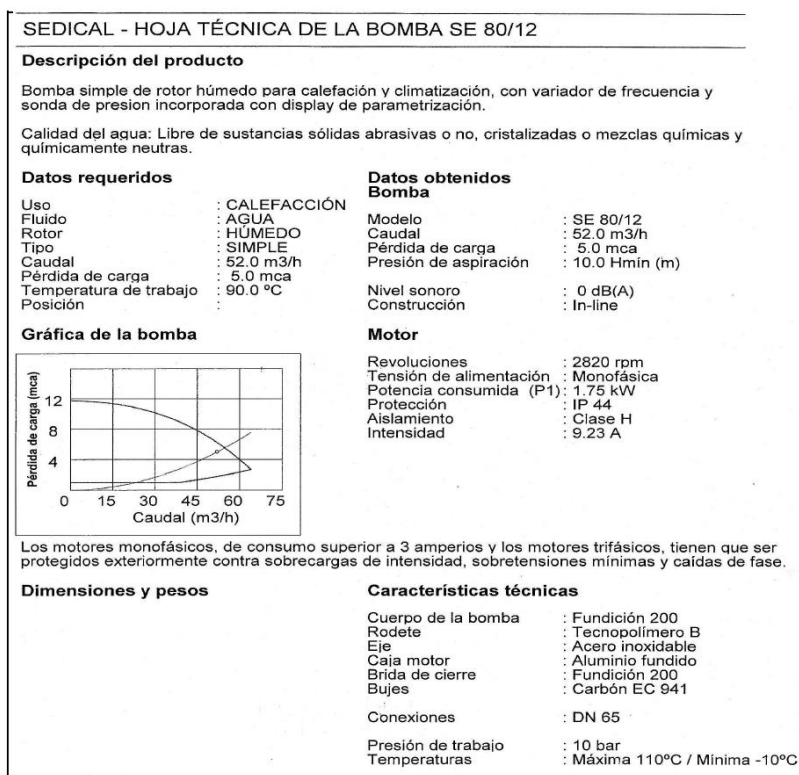 SEDICAL - HOJA TÉCNICA DE LA BOMBA SE 80/12
Descripción del producto
Bomba simple de rotor húmedo para calefación y climatización, con variador de frecuencia y
sonda de presion incorporada con display de parametrización.
Calidad del agua: Libre de sustancias sólidas abrasivas o no, cristalizadas o mezclas químicas y
químicamente neutras.
Datos requeridos
Uso : CALEFACCIÓN
Fluido : AGUA
Rotor : HÚMEDO
Tipo : SIMPLE
Caudal : 52.0 m3/h
Pérdida de carga : 5.0 mca
Temperatura de trabajo : 90.0 ºC
Posición :
Datos obtenidos
Bomba
Modelo : SE 80/12
Caudal : 52.0 m3/h
Pérdida de carga : 5.0 mca
Presión de aspiración : 10.0 Hmín (m)
Nivel sonoro : 0 dB(A)
Construcción : In-line
Gráfica de la bomba
Pérdida de carga (mca)
12
8
4
0 15 30 45 60 75
Caudal (m3/h)
Motor
Revoluciones : 2820 rpm
Tensión de alimentación : Monofásica
Potencia consumida (P1): 1.75 kW
Protección : IP 44
Aislamiento : Clase H
Intensidad : 9.23 A
Los motores monofásicos, de consumo superior a 3 amperios y los motores trifásicos, tienen que ser
protegidos exteriormente contra sobrecargas de intensidad, sobretensiones mínimas y caídas de fase.
Dimensiones y pesos
Características técnicas
Cuerpo de la bomba : Fundición 200
Rodete : Tecnopolímero B
Eje : Acero inoxidable
Caja motor : Aluminio fundido
Brida de cierre : Fundición 200
Bujes : Carbón EC 941
Conexiones : DN 65
Presión de trabajo : 10 bar
Temperaturas : Máxima 110ºC / Mínima -10ºC